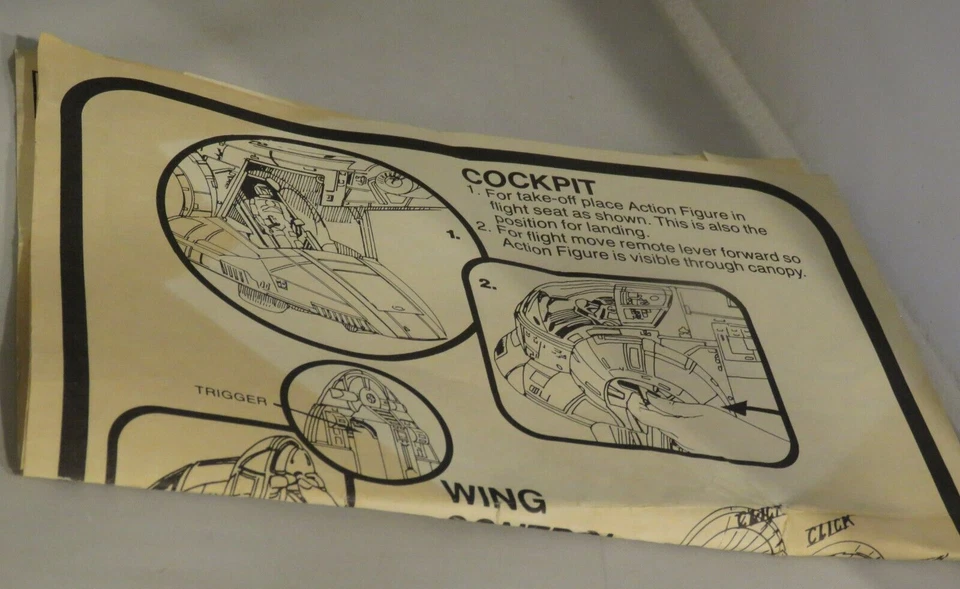 COCKPIT
1. For take-off place Action Figure in
flight seat as shown. This is also the
position for landing.
2. For flight move remote lever forward so
Action Figure is visible through canopy.
1.
2.
TRIGGER
WING
CONTROL
CLICK
CLICK